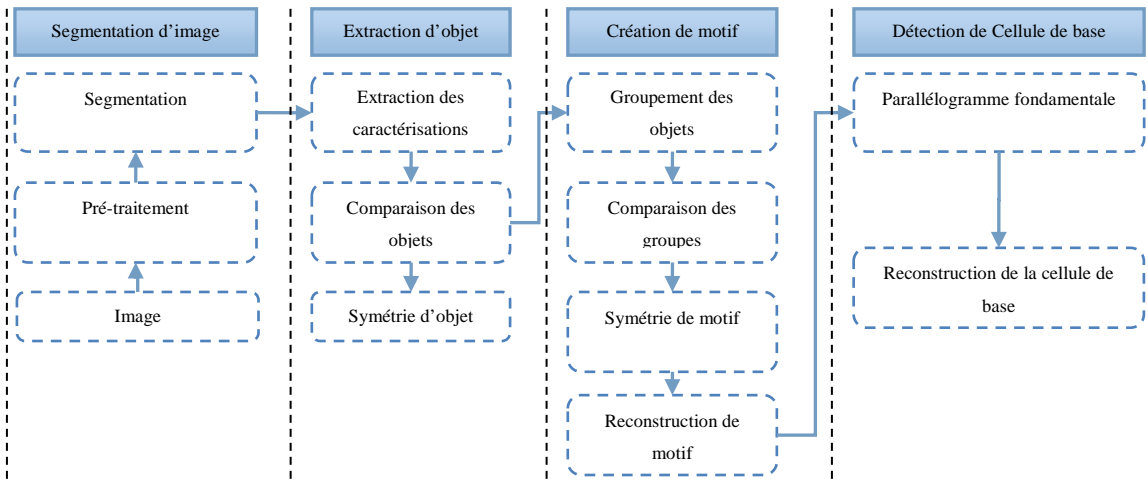 Segmentation d’image
Extraction d’objet
Création de motif
Détection de Cellule de base
Segmentation
Pré-traitement
Image
Extraction des
caractérisations
Comparaison des
objets
Symétrie d’objet
Groupement des
objets
Comparaison des
groupes
Symétrie de motif
Reconstruction de
motif
Parallélogramme fondamentale
Reconstruction de la cellule de
base